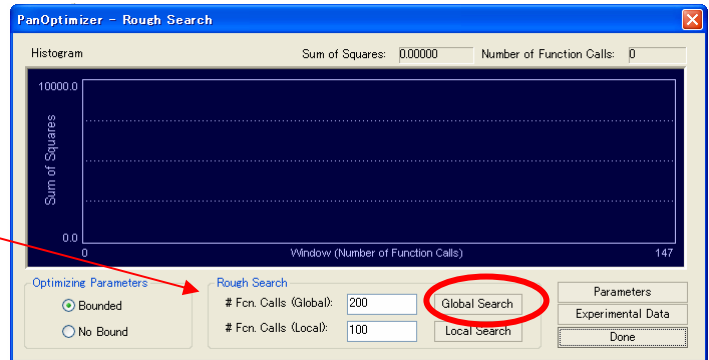 PanOptimizer - Rough Search
Histogram Sum of Squares: 0.00000 Number of Function Calls: 0
10000.0
Sum of Squares
0.0
0 Window (Number of Function Calls) 147
Optimizing Parameters
Bounded
No Bound
Rough Search
# Fcn. Calls (Global): 200 Global Search
# Fcn. Calls (Local): 100 Local Search
Parameters
Experimental Data
Done